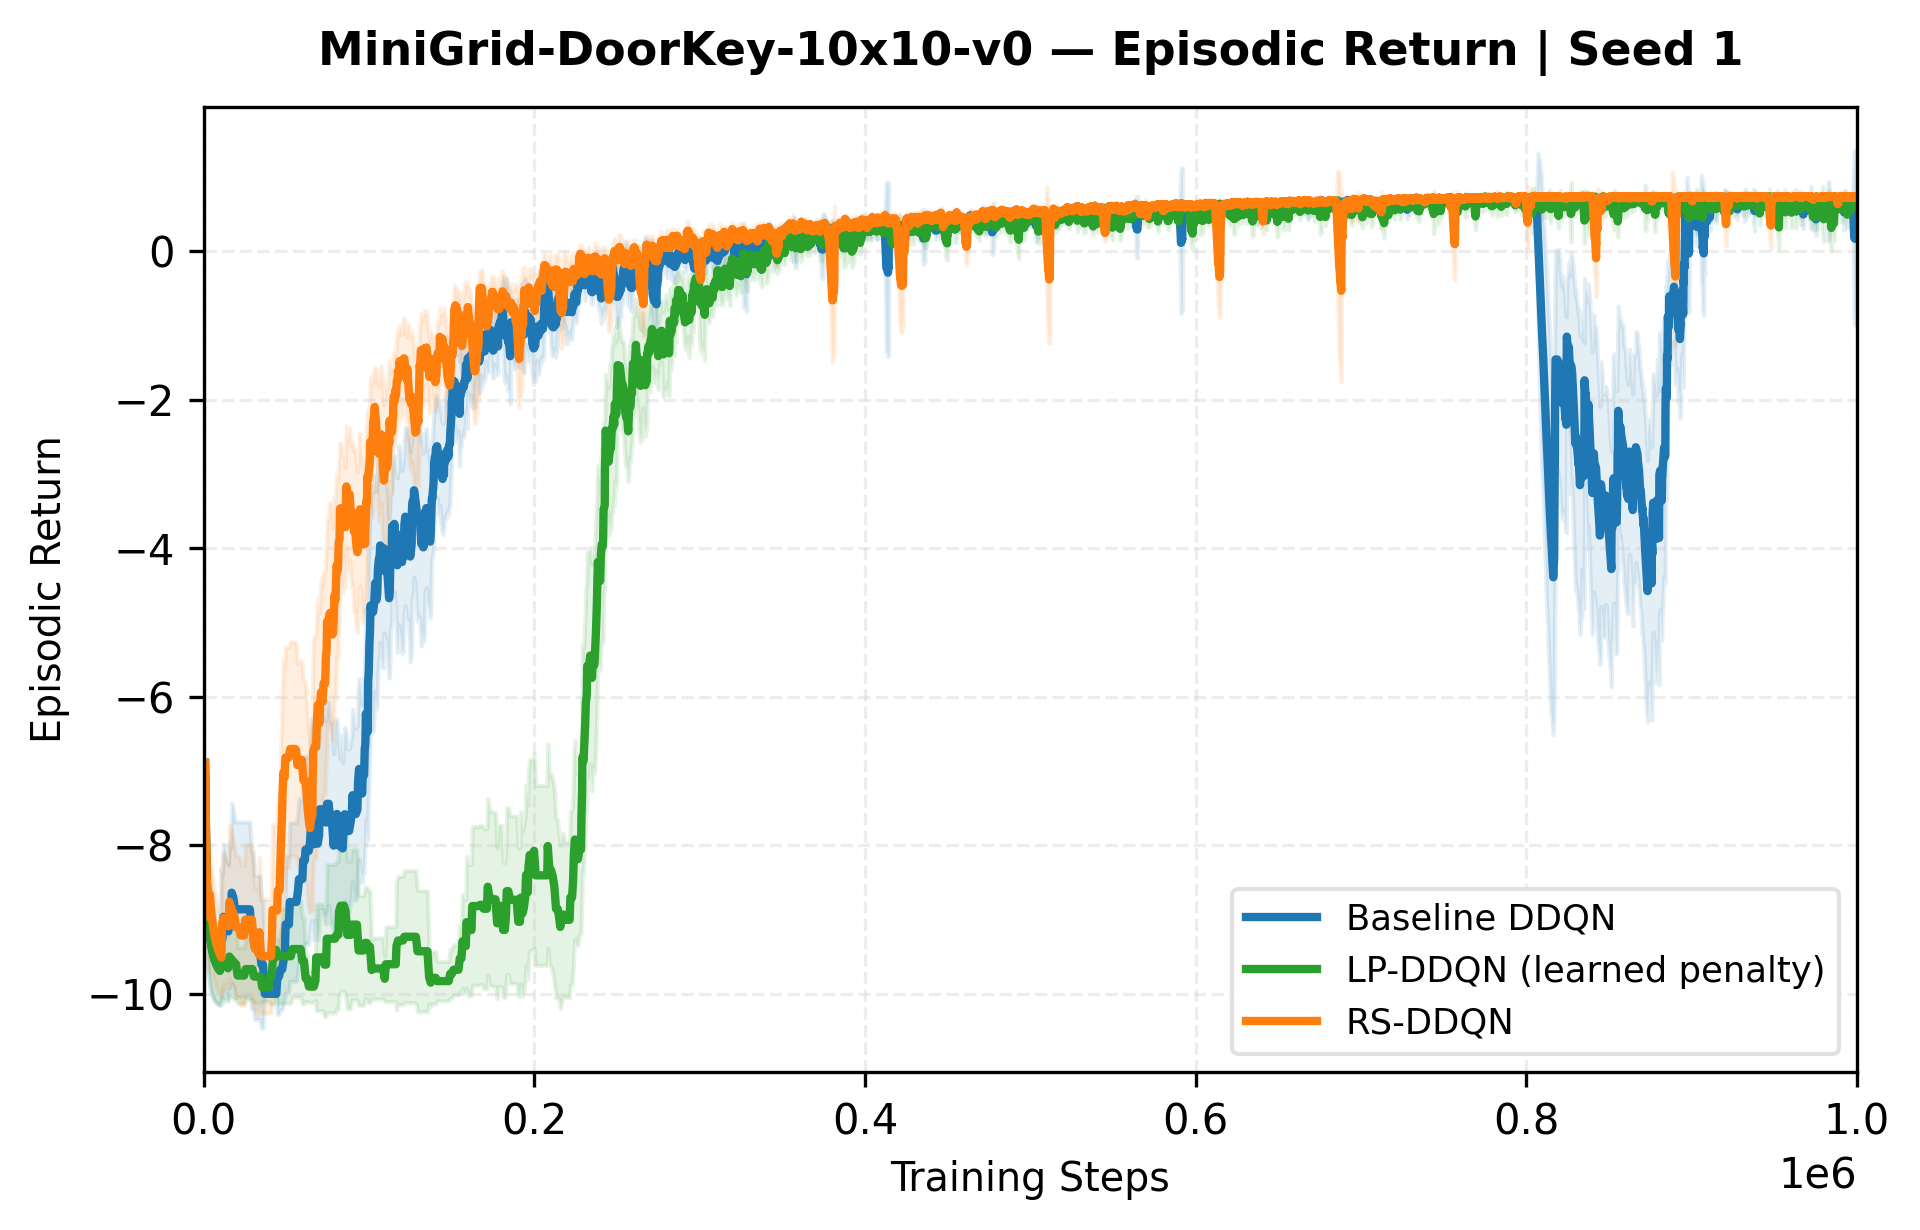 MiniGrid-DoorKey-10x10-v0 — Episodic Return | Seed 1
Episodic Return
0
−2
−4
−6
−8
−10
Baseline DDQN
LP-DDQN (learned penalty)
RS-DDQN
0.0 0.2 0.4 0.6 0.8 1.0
Training Steps
1e6